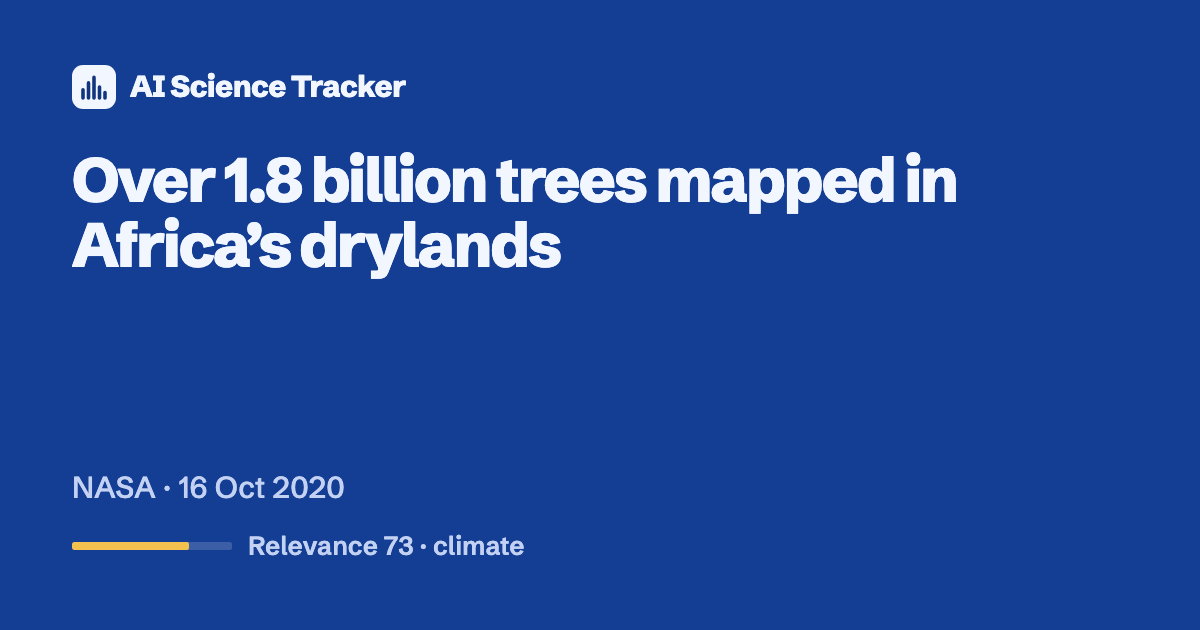 AI Science Tracker
Over 1.8 billion trees mapped in
Africa’s drylands
NASA · 16 Oct 2020
Relevance 73 · climate